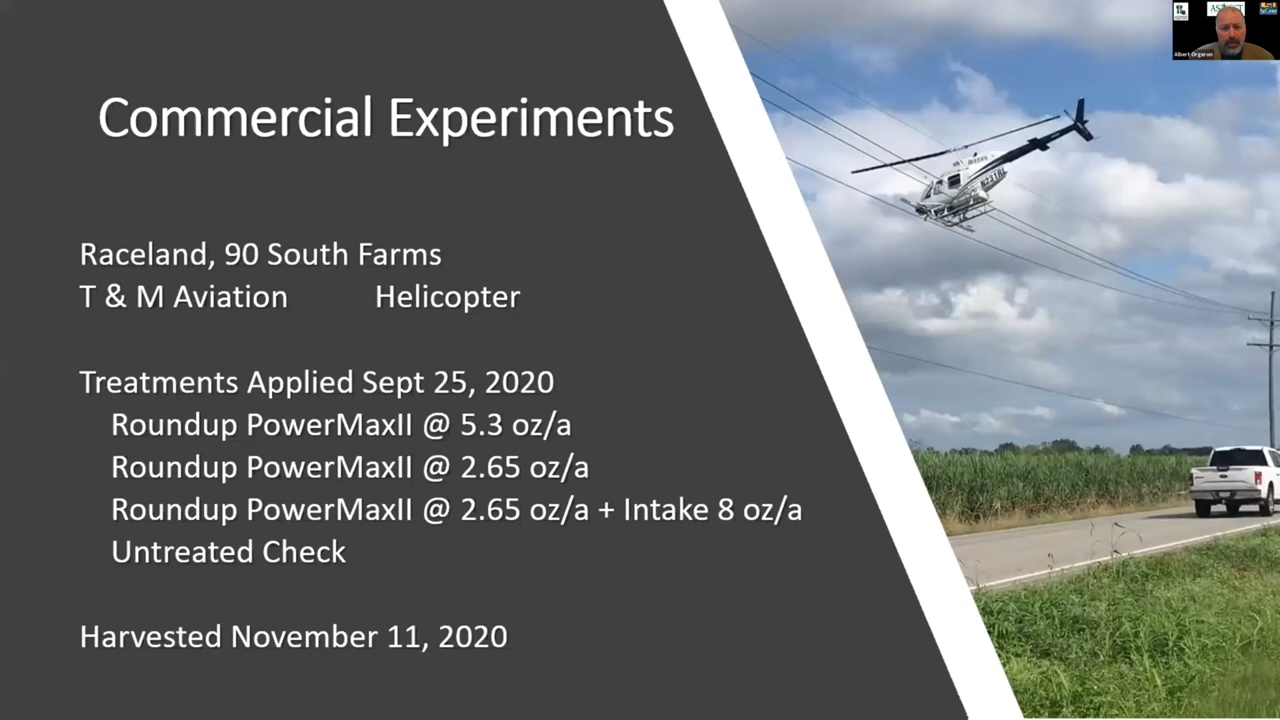 Commercial Experiments
Raceland, 90 South Farms
T & M Aviation Helicopter
Treatments Applied Sept 25, 2020
Roundup PowerMaxII @ 5.3 oz/a
Roundup PowerMaxII @ 2.65 oz/a
Roundup PowerMaxII @ 2.65 oz/a + Intake 8 oz/a
Untreated Check
Harvested November 11, 2020
Albert Orgeron